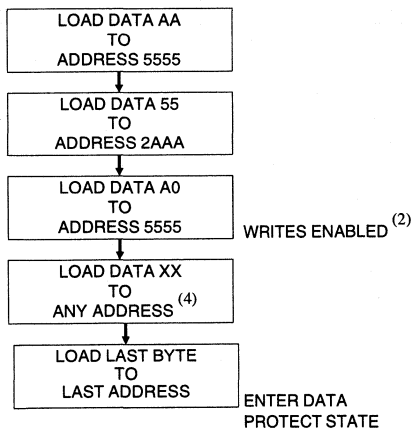 LOAD DATA AA
TO
ADDRESS 5555
LOAD DATA 55
TO
ADDRESS 2AAA
LOAD DATA A0
TO
ADDRESS 5555
WRITES ENABLED (2)
LOAD DATA XX
TO
ANY ADDRESS (4)
LOAD LAST BYTE
TO
LAST ADDRESS
ENTER DATA
PROTECT STATE